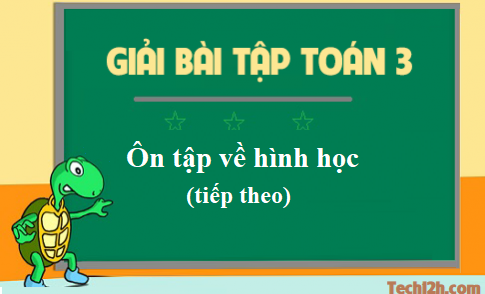 GIẢI BÀI TẬP TOÁN 3
Ôn tập về hình học
(tiếp theo)
Tech12h.com